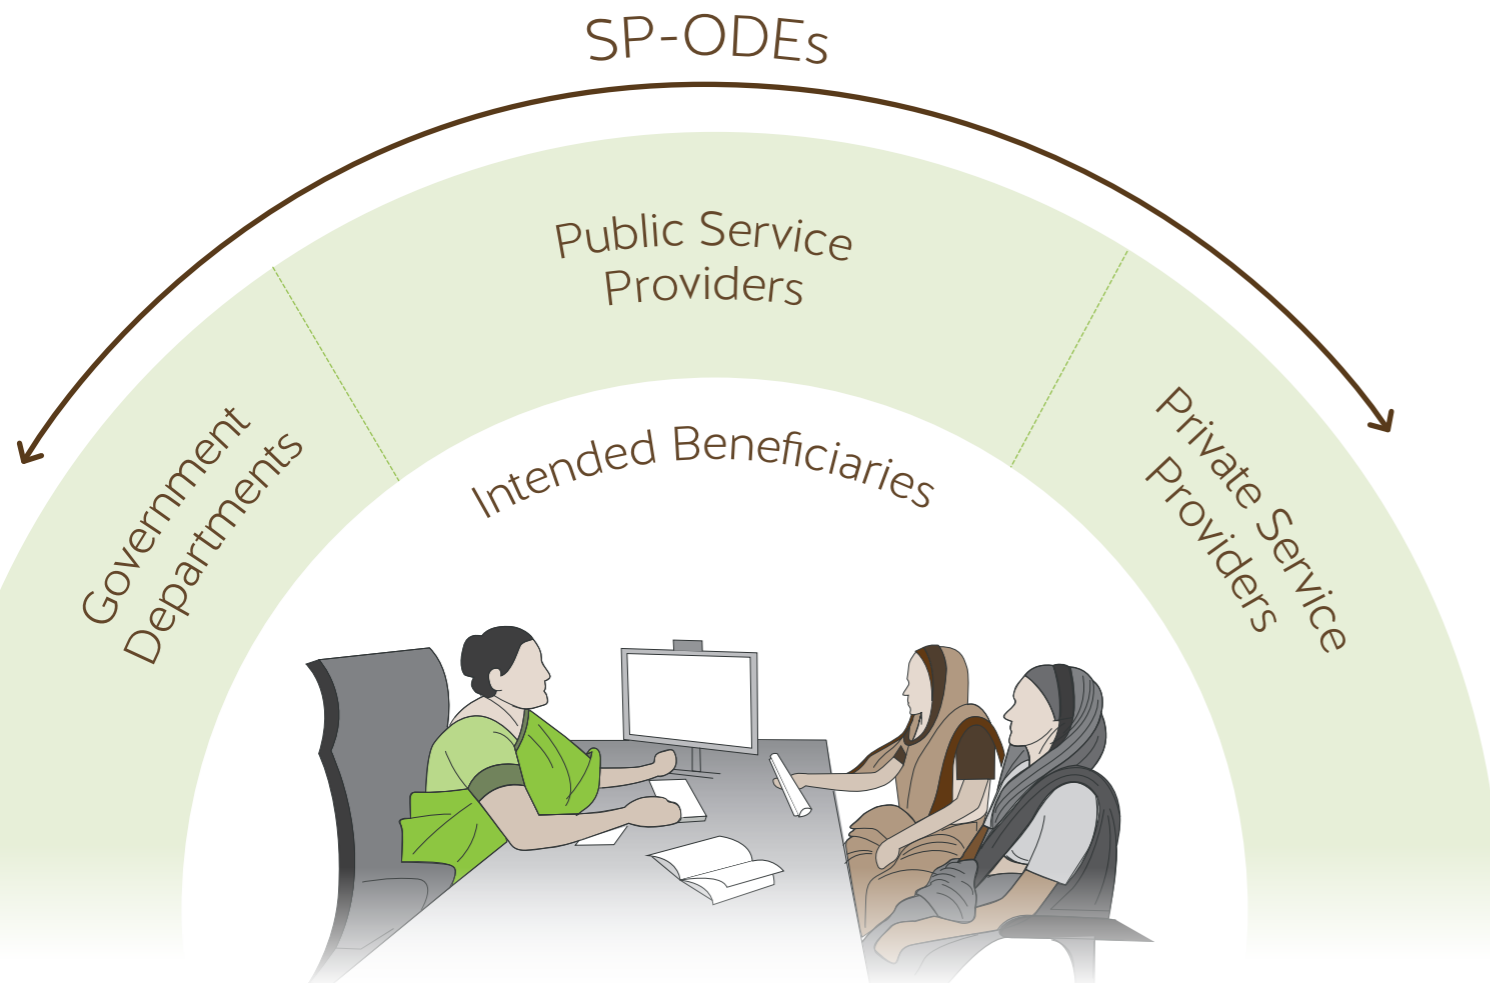 SP-ODEs
Public Service
Providers
Government
Departments
Private Service
Providers
Intended Beneficiaries